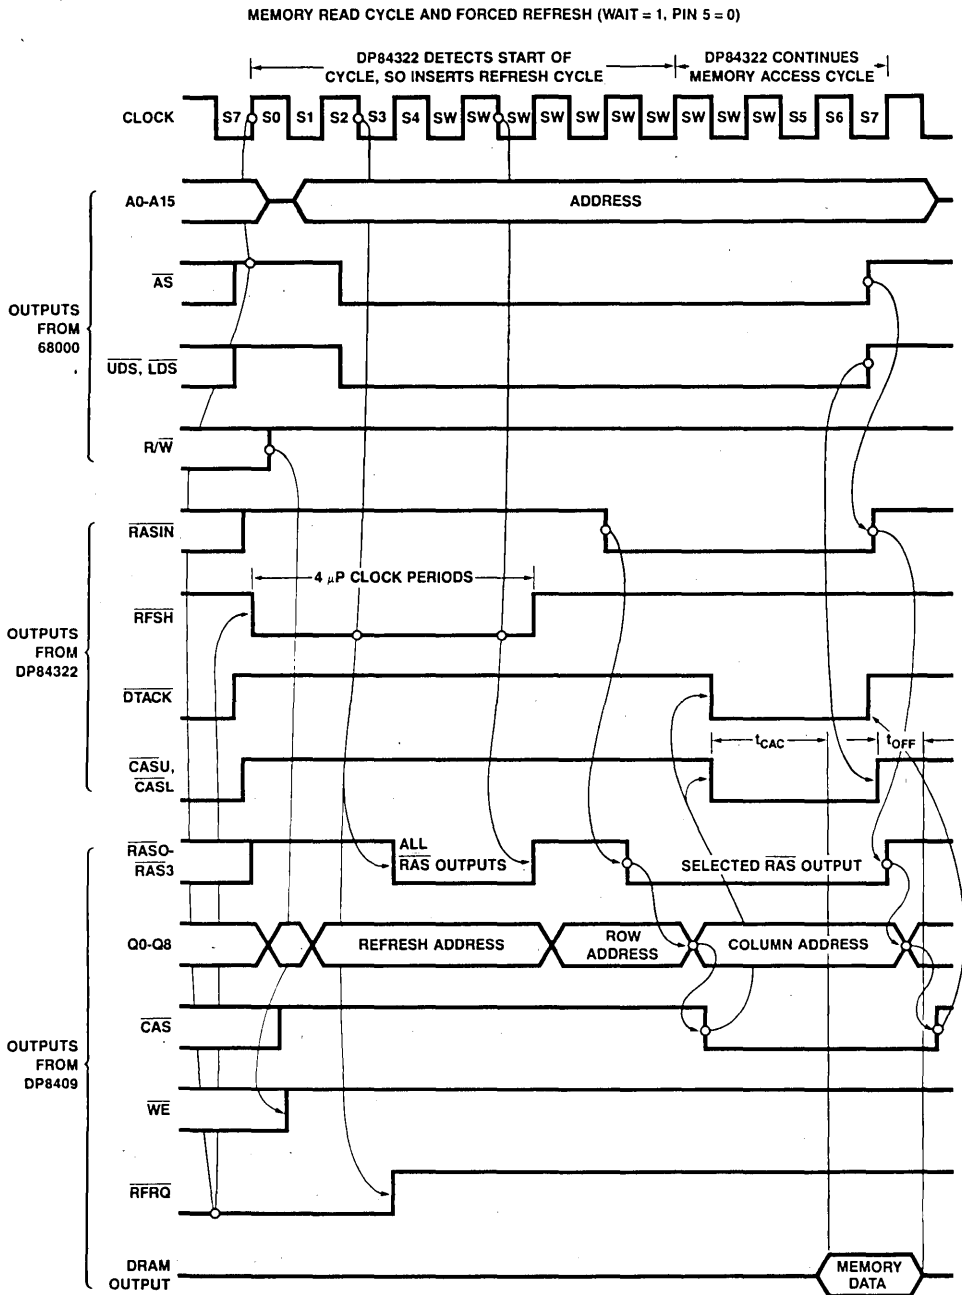 MEMORY READ CYCLE AND FORCED REFRESH (WAIT = 1, PIN 5 = 0)
DP84322 DETECTS START OF
CYCLE, SO INSERTS REFRESH CYCLE
DP84322 CONTINUES
MEMORY ACCESS CYCLE
CLOCK
S7 S0 S1 S2 S3 S4 SW SW SW SW SW SW SW SW SW SW S5 S6 S7
A0-A15
ADDRESS
AS
OUTPUTS
FROM
68000
UDS, LDS
R/W
RASIN
4 μP CLOCK PERIODS
RFSH
OUTPUTS
FROM
DP84322
DTACK
tCAC
tOFF
CASU,
CASL
RASO-
RAS3
ALL
RAS OUTPUTS
SELECTED RAS OUTPUT
Q0-Q8
REFRESH ADDRESS
ROW
ADDRESS
COLUMN ADDRESS
CAS
OUTPUTS
FROM
DP8409
WE
RFRQ
DRAM
OUTPUT
MEMORY
DATA